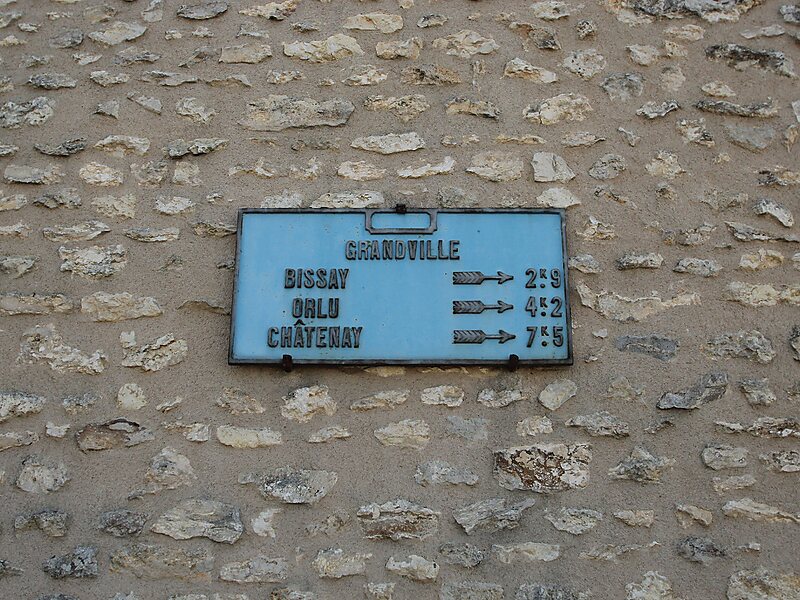 GRANDVILLE
BISSAY 2K9
ORLU 4K2
CHÂTENAY 7K5